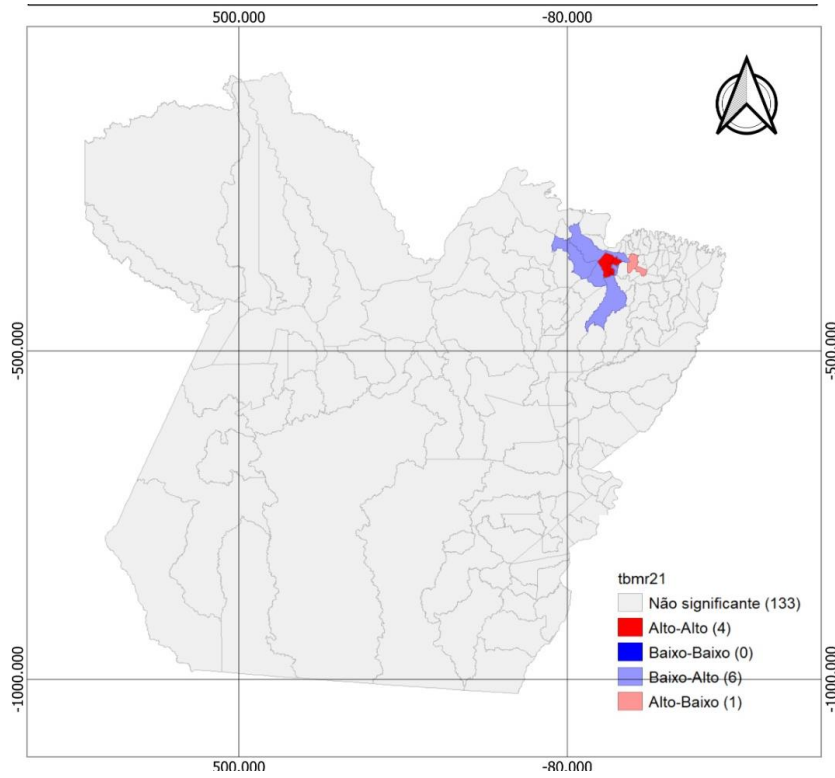 500.000 -80.000
-500.000 -500.000
tbmr21
Não significante (133)
Alto-Alto (4)
Baixo-Baixo (0)
Baixo-Alto (6)
Alto-Baixo (1)
-1000.000 -1000.000
500.000 -80.000